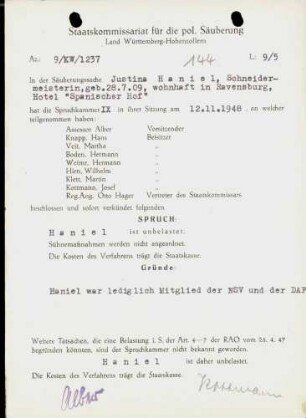 Staatskommissariat für die pol. Säuberung
Land Württemberg-Hohenzollern
Az: 9/KW/1237
144
L: 9/5
In der Säuberungssache Justina Haniel, Schneider-
meisterin, geb. 28.7.09, wohnhaft in Ravensburg,
Hotel "Spanischer Hof"
hat die Spruchkammer IX in ihrer Sitzung am 12.11.1948, an welcher
teilgenommen haben:
Assessor Alber Vorsitzender
Knapp, Hans Beisitzer
Veit, Martha "
Boden, Hermann "
Weiner, Hermann "
Hirn, Wilhelm "
Klett, Martin "
Kottmann, Josef "
Reg.Ang. Otto Hager Vertreter des Staatskommissars
beschlossen und sofort verkündet folgenden
SPRUCH:
Haniel ist unbelastet.
Sühnemaßnahmen werden nicht angeordnet.
Die Kosten des Verfahrens trägt die Staatskasse.
Gründe:
Haniel war lediglich Mitglied der NSV und der DAF
Weitere Tatsachen, die eine Belastung i. S. der Art. 4–7 der RAO vom 25. 4. 47
begründen könnten, sind der Spruchkammer nicht bekannt geworden.
Haniel ist daher unbelastet.
Die Kosten des Verfahrens trägt die Staatskasse.
Alber
Kottmann